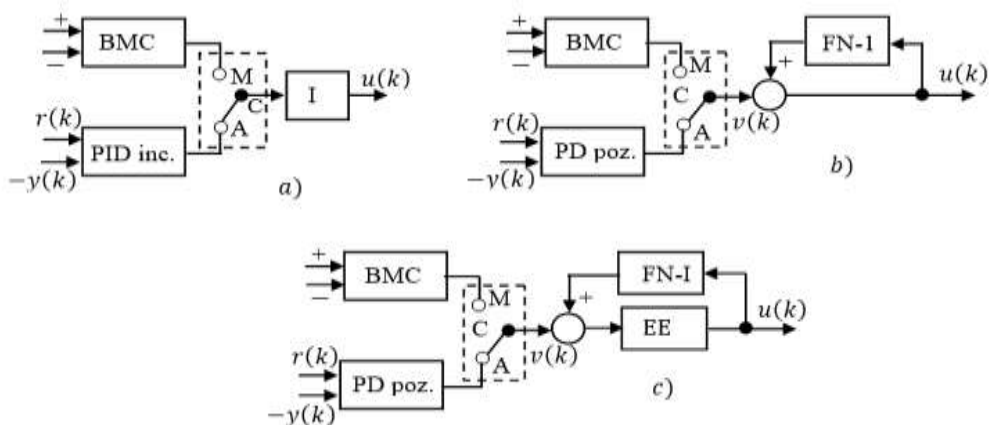 +
−
BMC
M
C
A
I
u(k)
r(k)
−y(k)
PID inc.
a)
+
−
BMC
M
C
A
v(k)
+
FN-1
u(k)
r(k)
−y(k)
PD poz.
b)
+
−
BMC
M
C
A
v(k)
+
FN-I
EE
u(k)
r(k)
−y(k)
PD poz.
c)